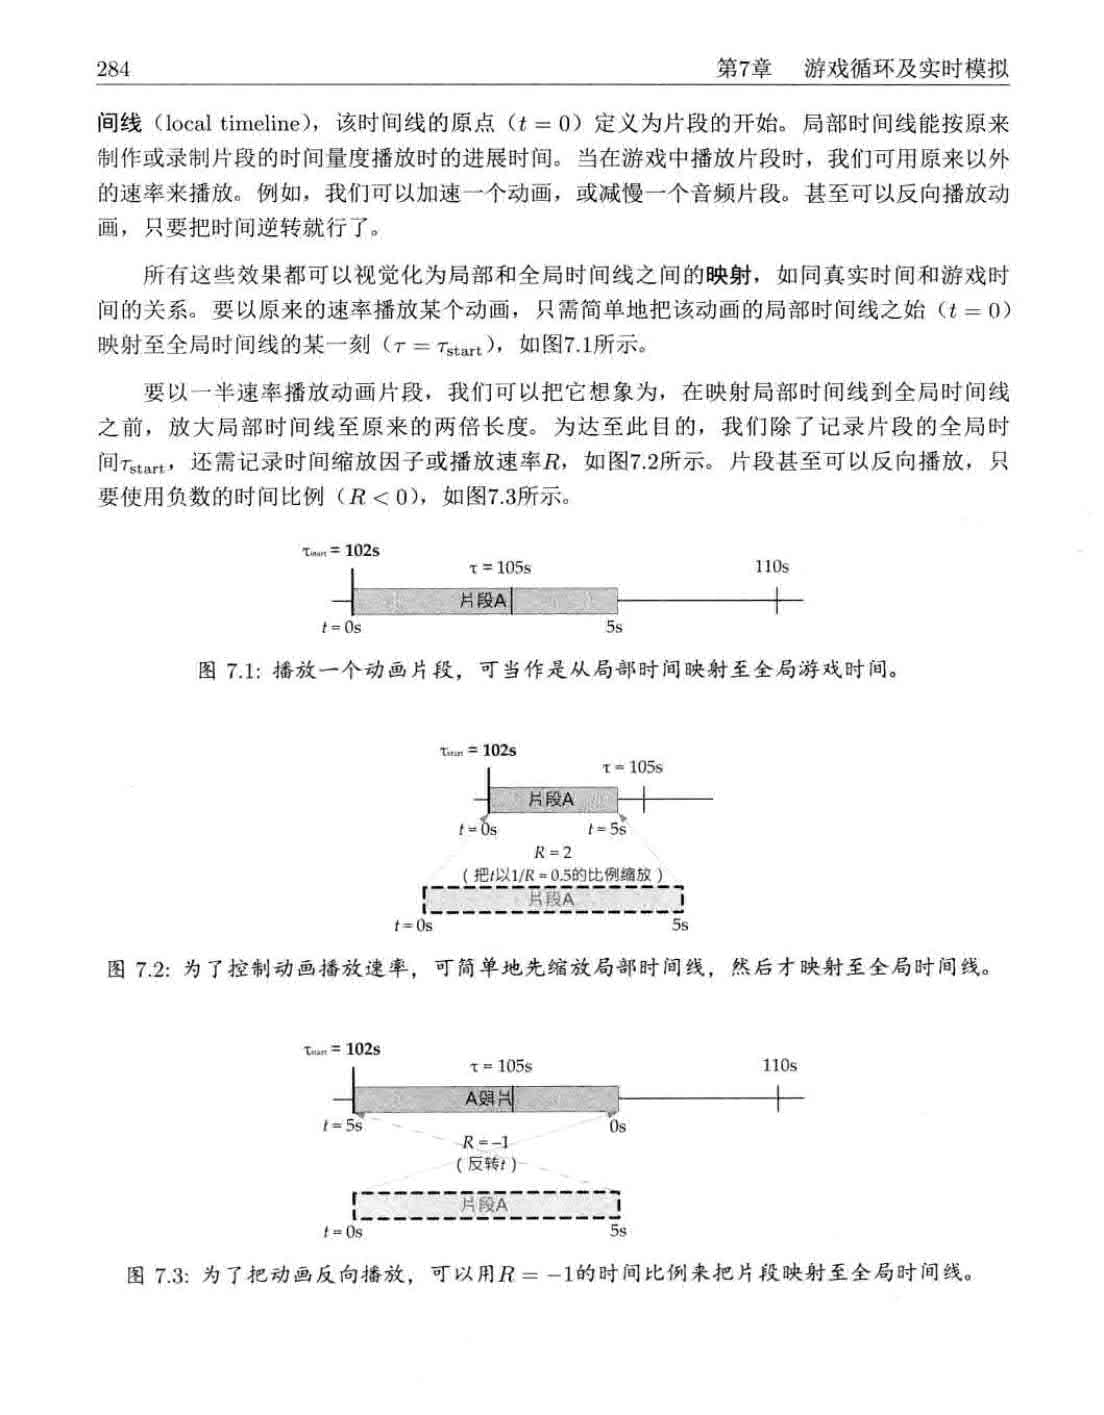 284 第7章 游戏循环及实时模拟
间线（local timeline），该时间线的原点（t = 0）定义为片段的开始。局部时间线能按原来
制作或录制片段的时间量度播放时的进展时间。当在游戏中播放片段时，我们可用原来以外
的速率来播放。例如，我们可以加速一个动画，或减慢一个音频片段。甚至可以反向播放动
画，只要把时间逆转就行了。
所有这些效果都可以视觉化为局部和全局时间线之间的映射，如同真实时间和游戏时
间的关系。要以原来的速率播放某个动画，只需简单地把该动画的局部时间线之始（t = 0）
映射至全局时间线的某一刻（τ = τstart），如图7.1所示。
要以一半速率播放动画片段，我们可以把它想象为，在映射局部时间线到全局时间线
之前，放大局部时间线至原来的两倍长度。为达至此目的，我们除了记录片段的全局时
间τstart，还需记录时间缩放因子或播放速率R，如图7.2所示。片段甚至可以反向播放，只
要使用负数的时间比例（R < 0），如图7.3所示。
τstart = 102s
τ = 105s 110s
片段A
t = 0s 5s
图 7.1: 播放一个动画片段，可当作是从局部时间映射至全局游戏时间。
τstart = 102s
τ = 105s
片段A
t = 0s t = 5s
R = 2
（把t以1/R = 0.5的比例缩放）
片段A
t = 0s 5s
图 7.2: 为了控制动画播放速率，可简单地先缩放局部时间线，然后才映射至全局时间线。
τstart = 102s
τ = 105s 110s
片段A
t = 5s 0s
R = −1
（反转t）
片段A
t = 0s 5s
图 7.3: 为了把动画反向播放，可以用R = −1的时间比例来把片段映射至全局时间线。